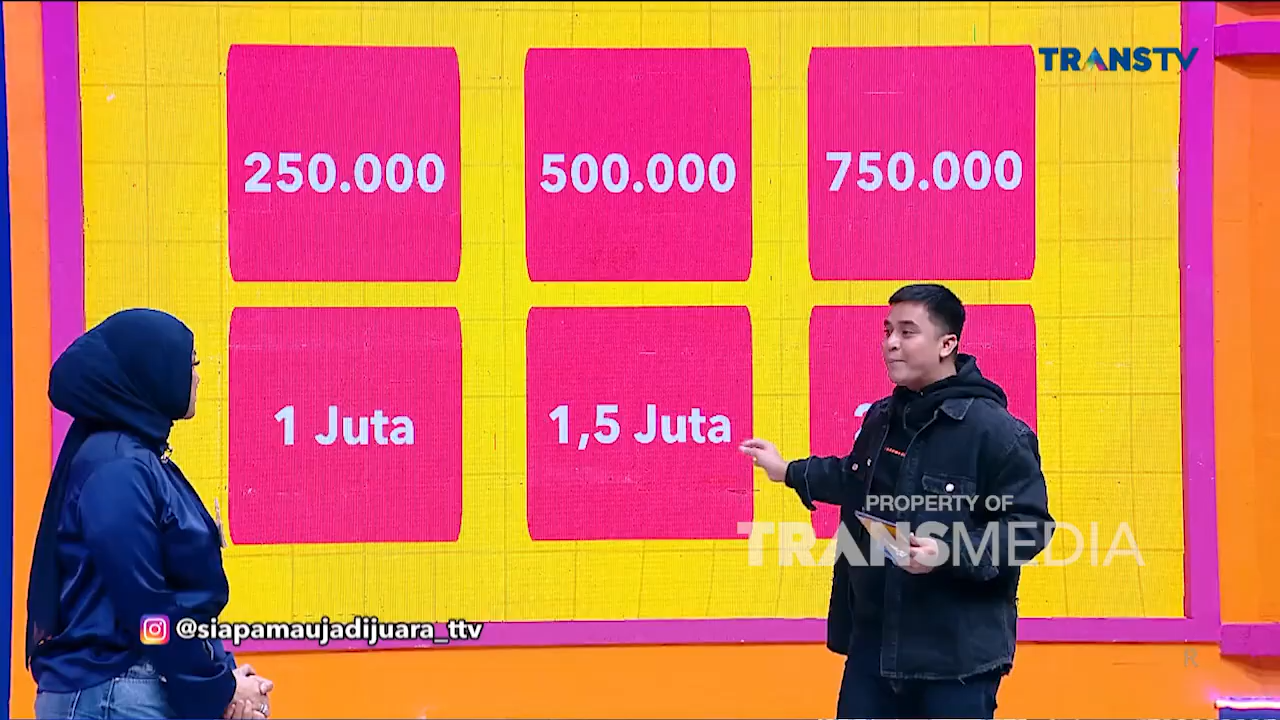 TRANSTV
250.000
500.000
750.000
1 Juta
1,5 Juta
PROPERTY OF
TRANSMEDIA
@siapamaujadijuara_ttv